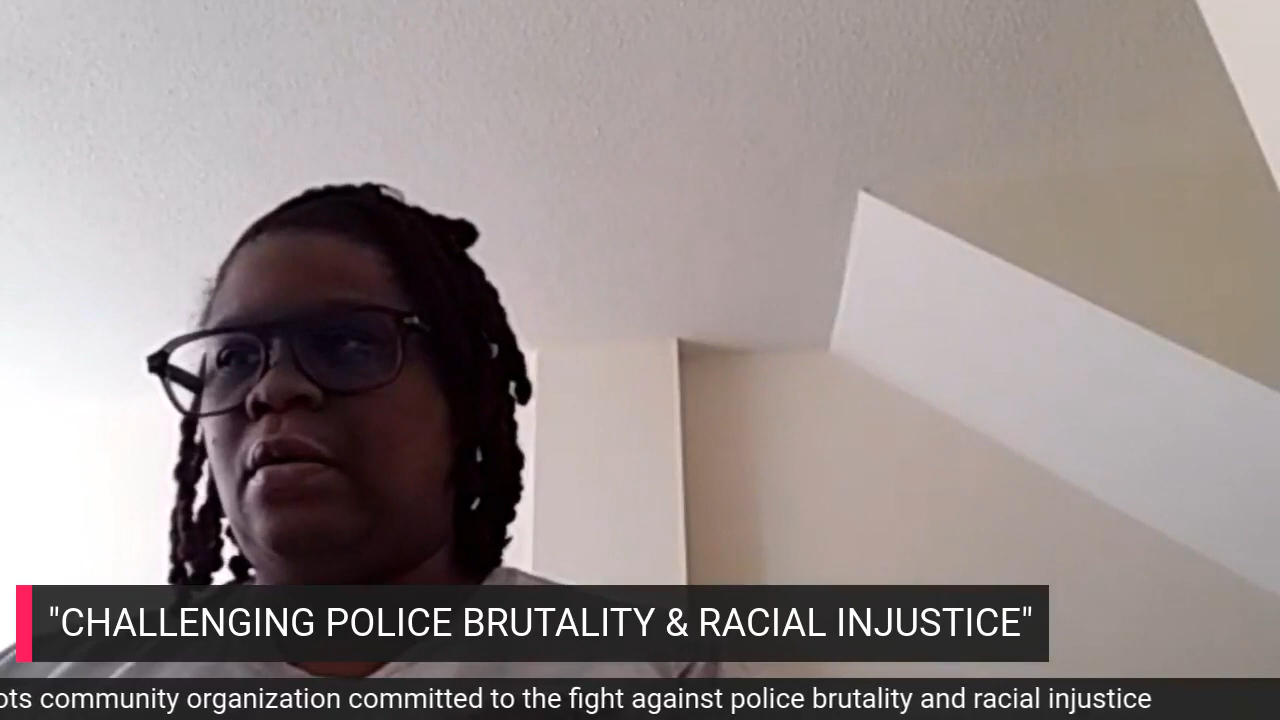 "CHALLENGING POLICE BRUTALITY & RACIAL INJUSTICE"
community organization committed to the fight against police brutality and racial injustice